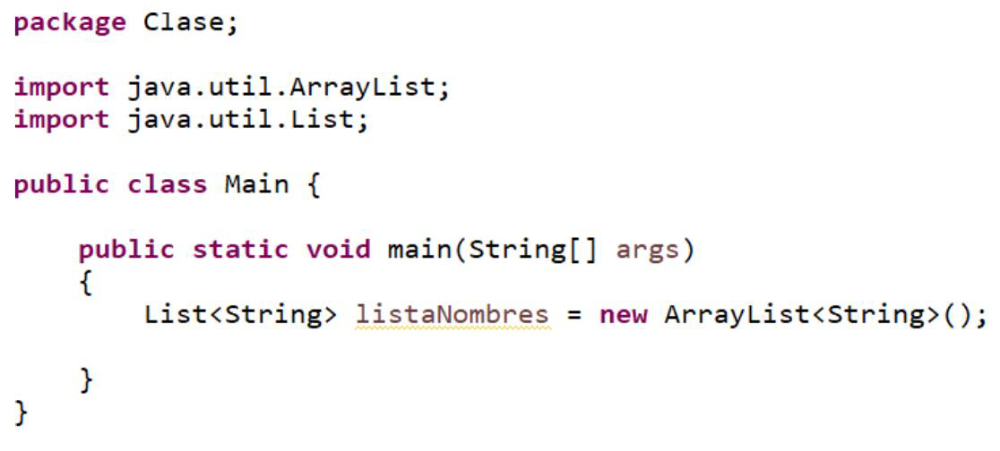 package Clase;
import java.util.ArrayList;
import java.util.List;
public class Main {
public static void main(String[] args)
{
List<String> listaNombres = new ArrayList<String>();
}
}